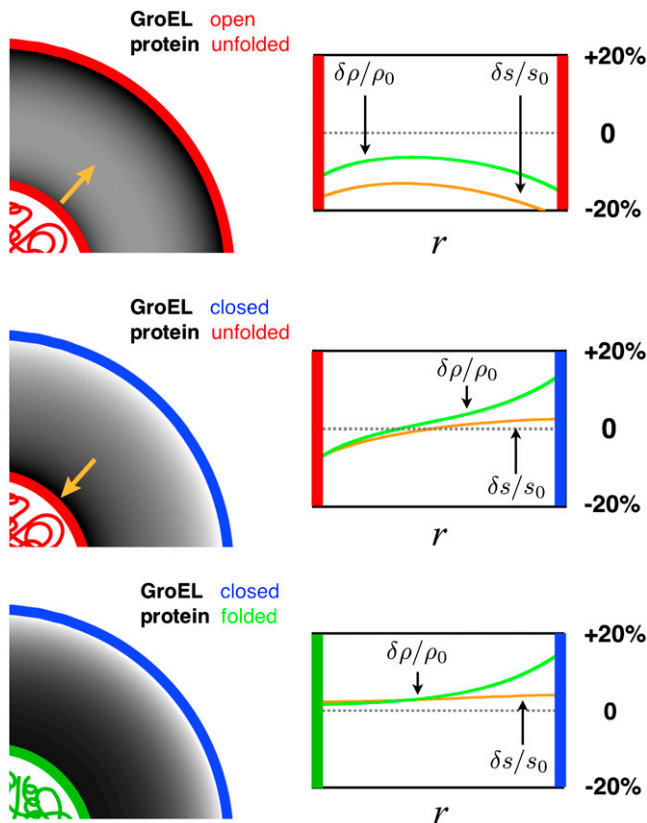 GroEL open
protein unfolded
δρ/ρ₀ δs/s₀
+20%
0
-20%
r
GroEL closed
protein unfolded
+20%
δρ/ρ₀
0
δs/s₀
-20%
r
GroEL closed
protein folded
+20%
δρ/ρ₀
0
δs/s₀
-20%
r